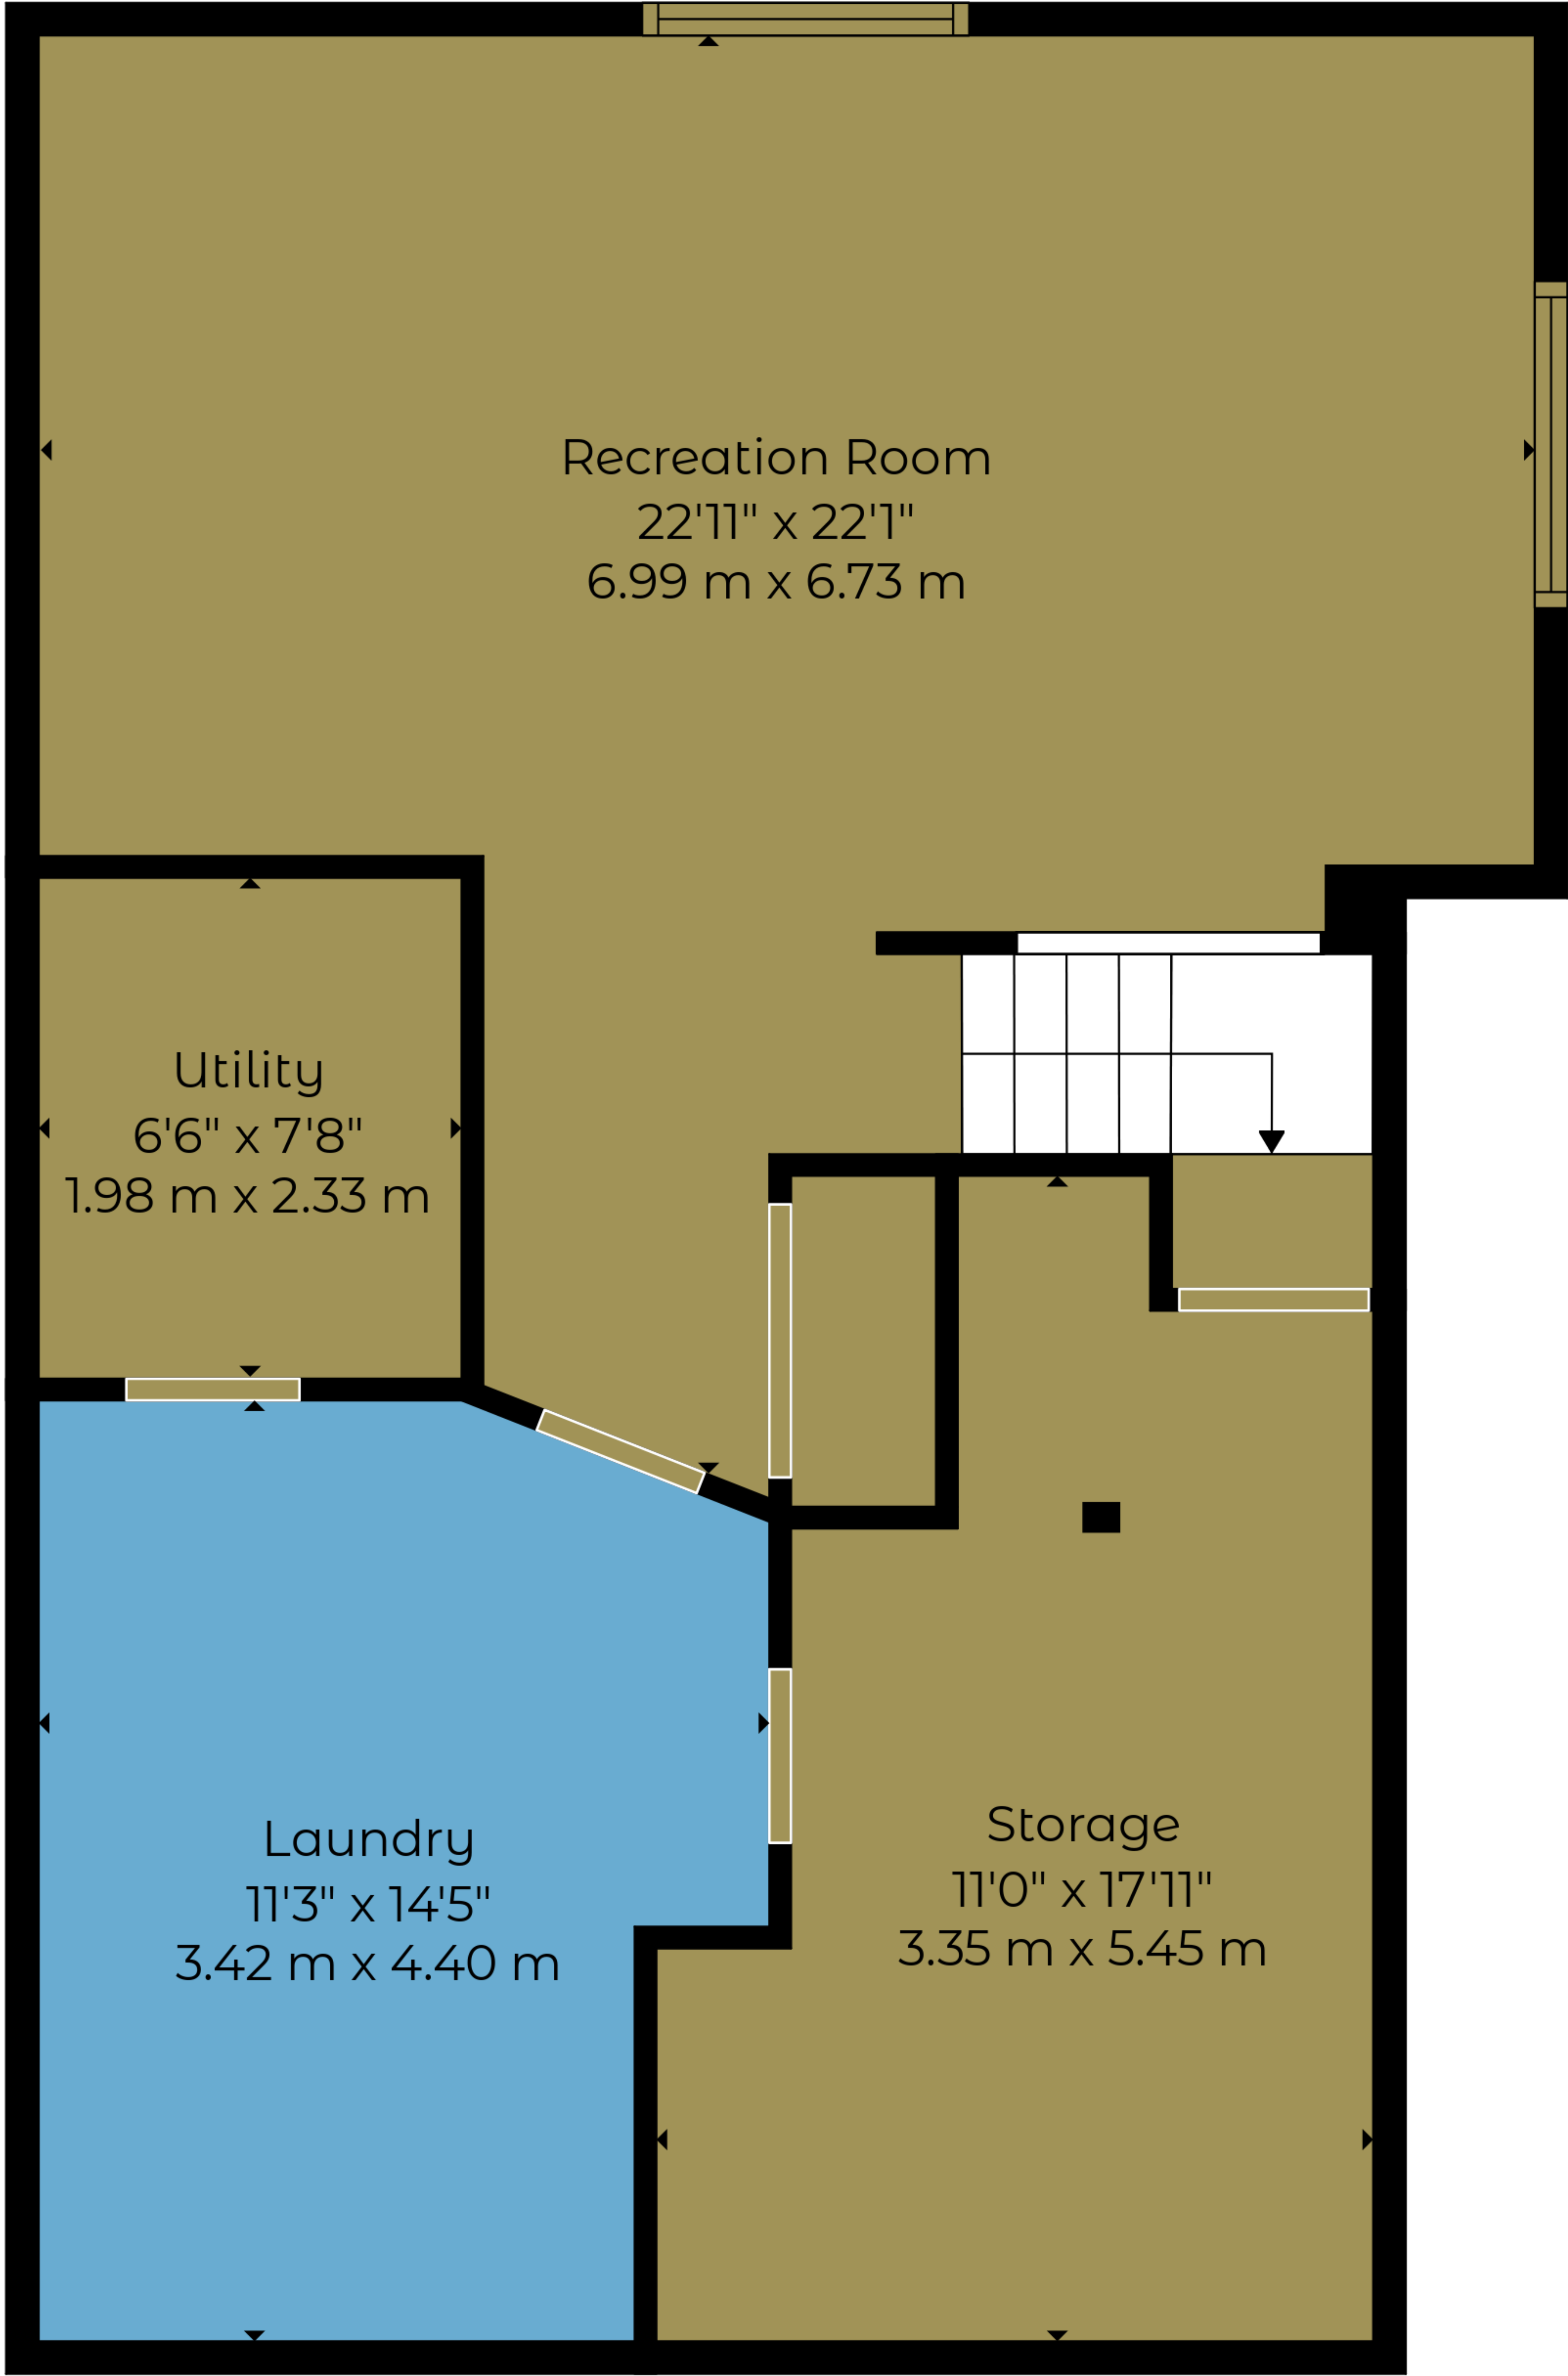 Recreation Room
22'11" x 22'1"
6.99 m x 6.73 m
Utility
6'6" x 7'8"
1.98 m x 2.33 m
Laundry
11'3" x 14'5"
3.42 m x 4.40 m
Storage
11'0" x 17'11"
3.35 m x 5.45 m